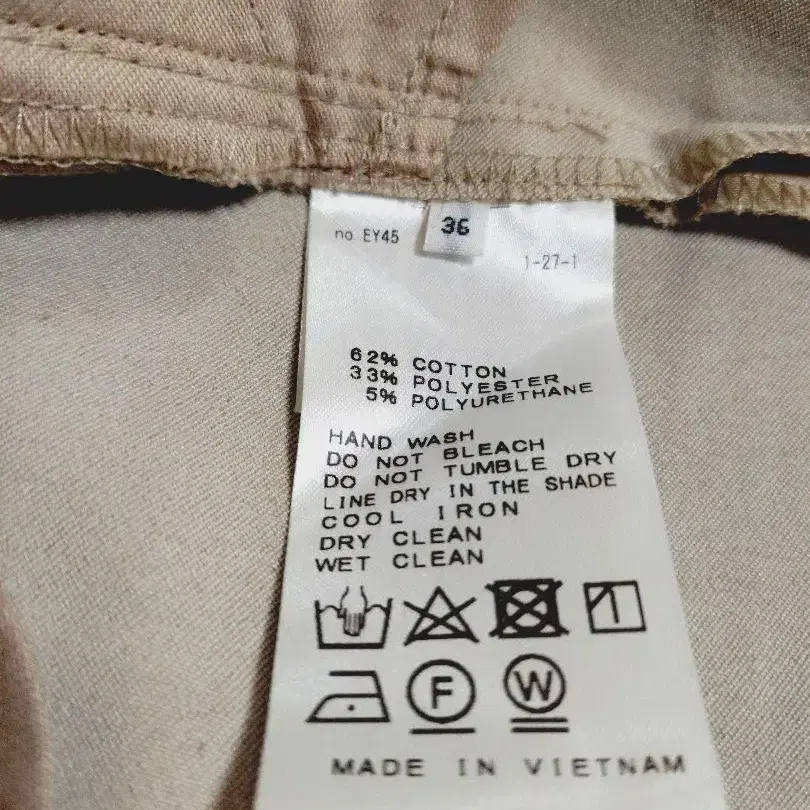 no EY45
36
1-27-1
62% COTTON
33% POLYESTER
5% POLYURETHANE
HAND WASH
DO NOT BLEACH
DO NOT TUMBLE DRY
LINE DRY IN THE SHADE
COOL IRON
DRY CLEAN
WET CLEAN
F
W
MADE IN VIETNAM